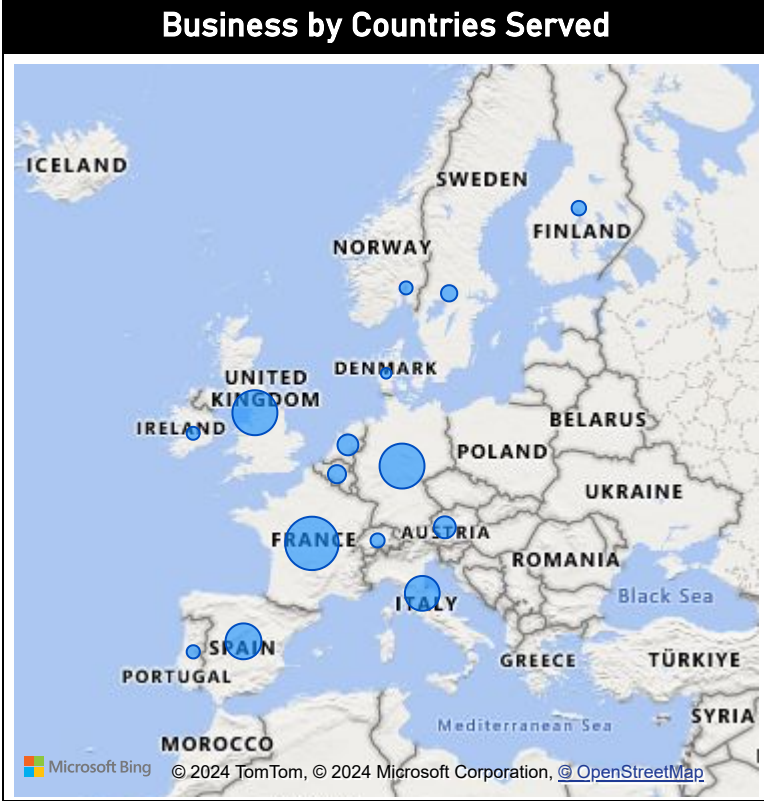 Business by Countries Served
ICELAND
SWEDEN
FINLAND
NORWAY
DENMARK
UNITED
KINGDOM
IRELAND
BELARUS
POLAND
UKRAINE
FRANCE
AUSTRIA
ROMANIA
Black Sea
ITALY
SPAIN
GREECE
TÜRKIYE
PORTUGAL
SYRIA
Mediterranean Sea
MOROCCO
Microsoft Bing
© 2024 TomTom, © 2024 Microsoft Corporation, © OpenStreetMap